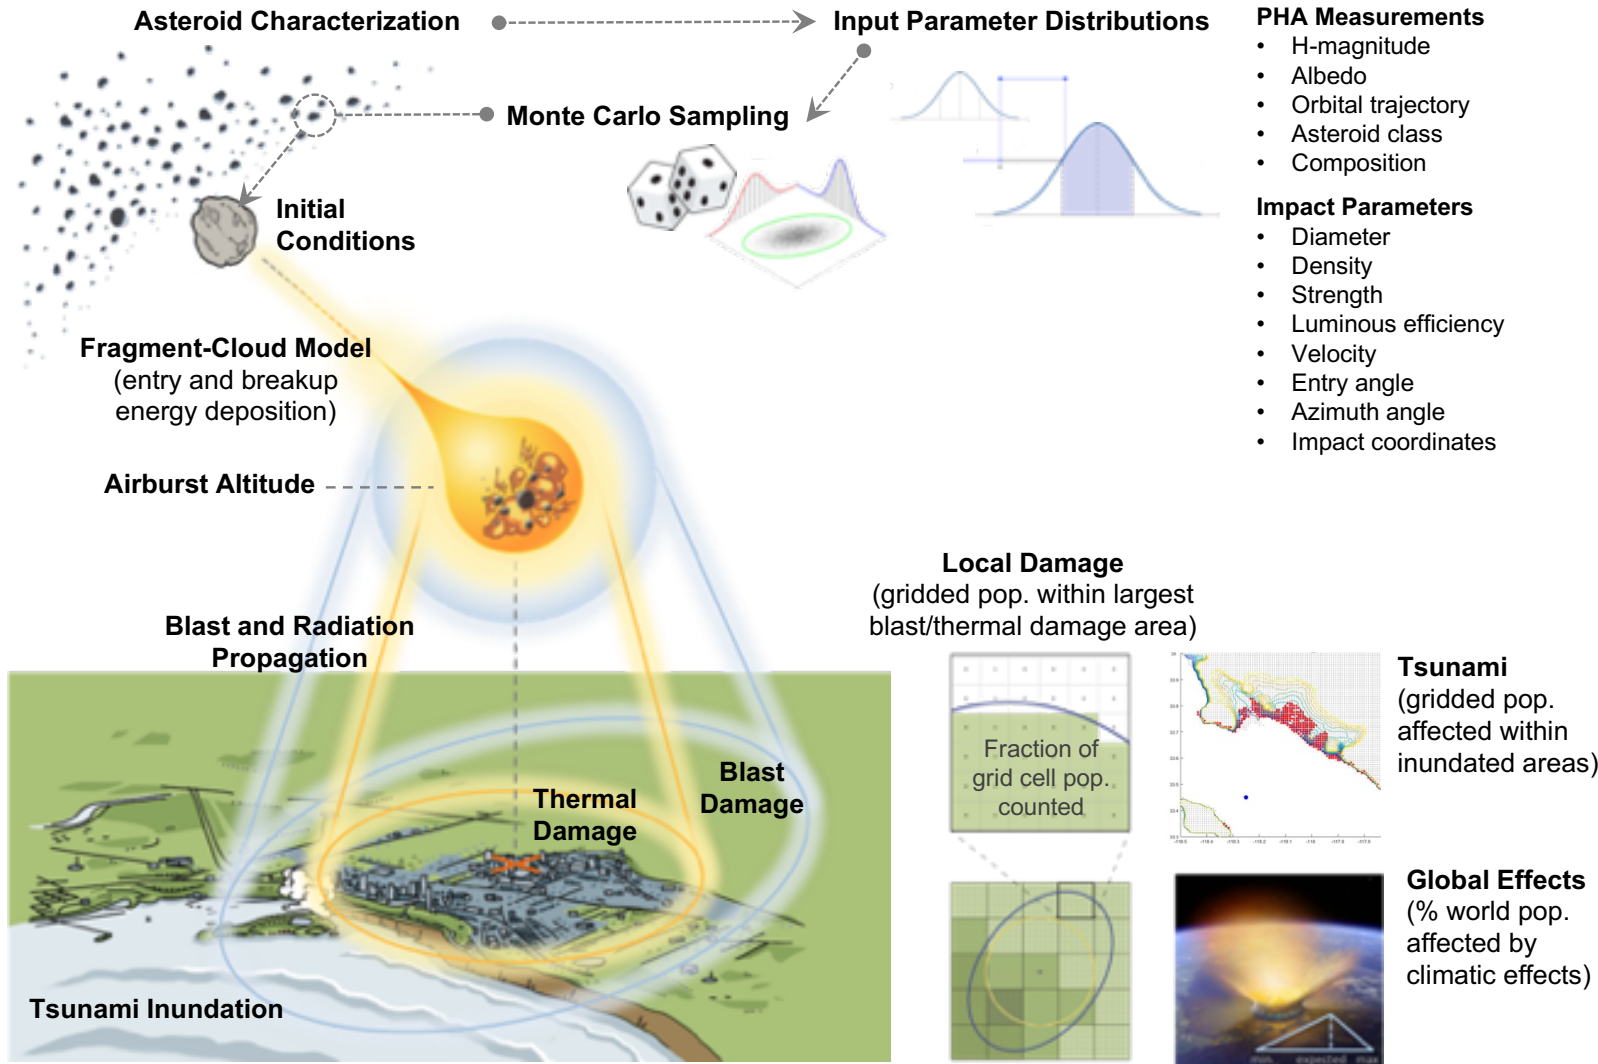 Asteroid Characterization
Input Parameter Distributions
Monte Carlo Sampling
Initial
Conditions
Fragment-Cloud Model
(entry and breakup
energy deposition)
Airburst Altitude
Blast and Radiation
Propagation
Blast
Damage
Thermal
Damage
Tsunami Inundation
PHA Measurements
• H-magnitude
• Albedo
• Orbital trajectory
• Asteroid class
• Composition
Impact Parameters
• Diameter
• Density
• Strength
• Luminous efficiency
• Velocity
• Entry angle
• Azimuth angle
• Impact coordinates
Local Damage
(gridded pop. within largest
blast/thermal damage area)
Fraction of
grid cell pop.
counted
Tsunami
(gridded pop.
affected within
inundated areas)
Global Effects
(% world pop.
affected by
climatic effects)
min. expected max